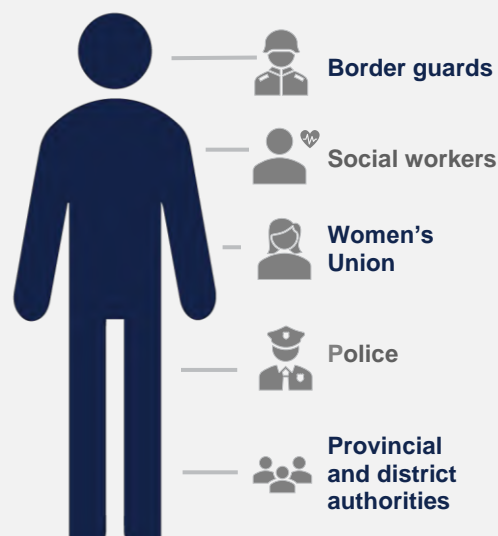 Border guards
Social workers
Women’s
Union
Police
Provincial
and district
authorities